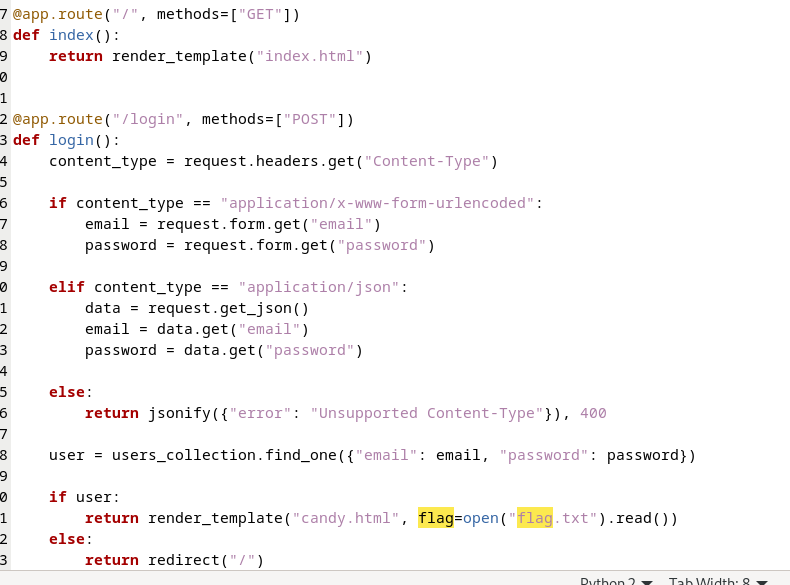 7 @app.route("/", methods=["GET"])
8 def index():
9     return render_template("index.html")
0
1
2 @app.route("/login", methods=["POST"])
3 def login():
4     content_type = request.headers.get("Content-Type")
5
6     if content_type == "application/x-www-form-urlencoded":
7         email = request.form.get("email")
8         password = request.form.get("password")
9
0     elif content_type == "application/json":
1         data = request.get_json()
2         email = data.get("email")
3         password = data.get("password")
4
5     else:
6         return jsonify({"error": "Unsupported Content-Type"}), 400
7
8     user = users_collection.find_one({"email": email, "password": password})
9
0     if user:
1         return render_template("candy.html", flag=open("flag.txt").read())
2     else:
3         return redirect("/")
Python 2 Tab Width: 8